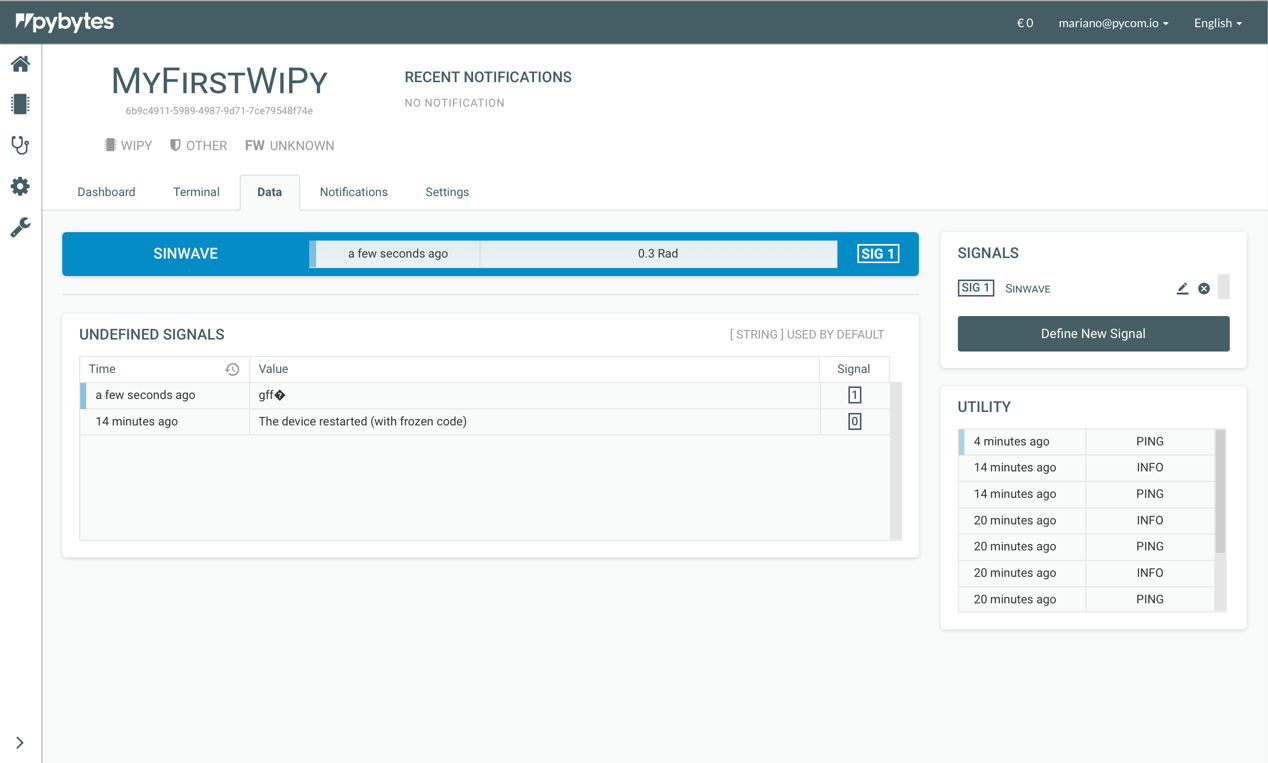 pybytes
€ 0 mariano@pycom.io English
MyFirstWiPy
6b9c4911-5989-4987-9d71-7ce79548f74e
WIPY OTHER FW UNKNOWN
RECENT NOTIFICATIONS
NO NOTIFICATION
Dashboard Terminal Data Notifications Settings
SINWAVE a few seconds ago 0.3 Rad SIG 1
UNDEFINED SIGNALS [ STRING ] USED BY DEFAULT
Time Value Signal
a few seconds ago gff� 1
14 minutes ago The device restarted (with frozen code) 0
SIGNALS
SIG 1 Sinwave
Define New Signal
UTILITY
4 minutes ago PING
14 minutes ago INFO
14 minutes ago PING
20 minutes ago INFO
20 minutes ago PING
20 minutes ago INFO
20 minutes ago PING